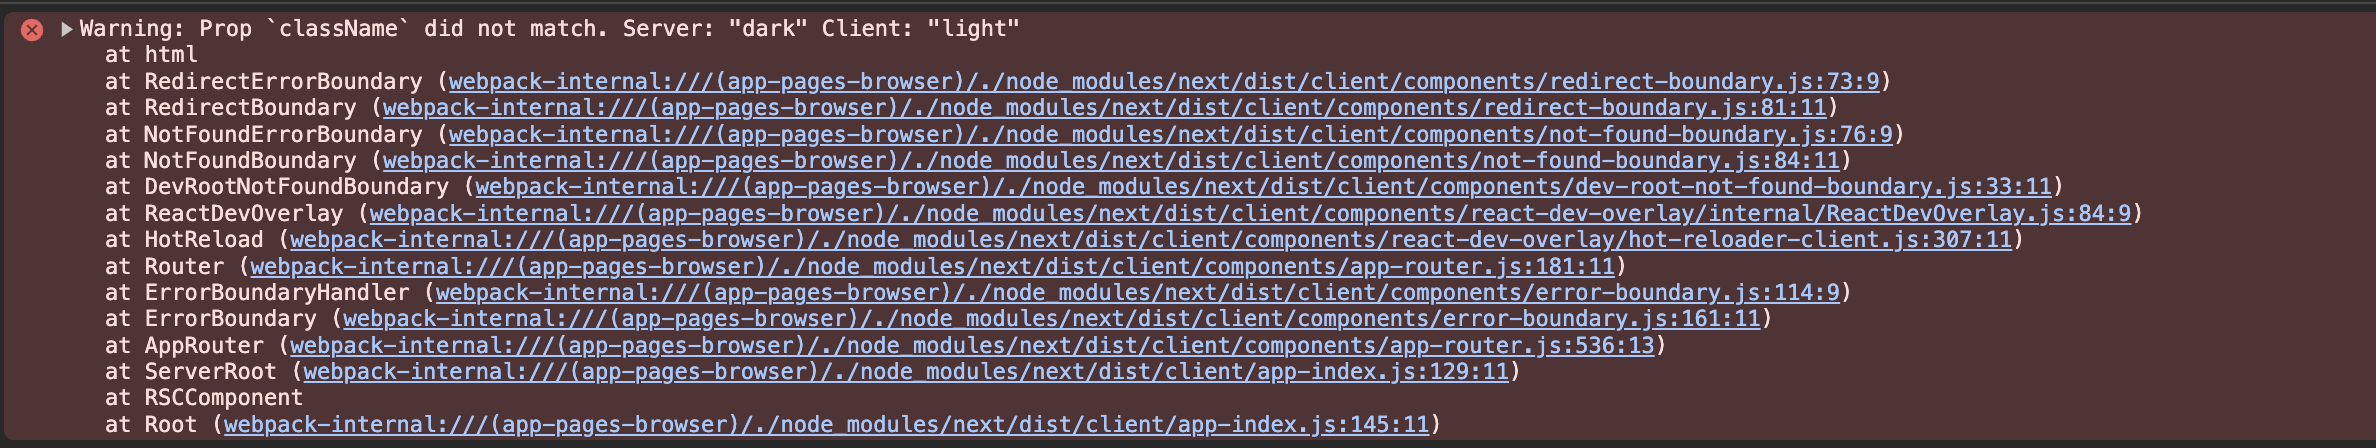 Warning: Prop `className` did not match. Server: "dark" Client: "light"
at html
at RedirectErrorBoundary (webpack-internal:///(app-pages-browser)/./node_modules/next/dist/client/components/redirect-boundary.js:73:9)
at RedirectBoundary (webpack-internal:///(app-pages-browser)/./node_modules/next/dist/client/components/redirect-boundary.js:81:11)
at NotFoundErrorBoundary (webpack-internal:///(app-pages-browser)/./node_modules/next/dist/client/components/not-found-boundary.js:76:9)
at NotFoundBoundary (webpack-internal:///(app-pages-browser)/./node_modules/next/dist/client/components/not-found-boundary.js:84:11)
at DevRootNotFoundBoundary (webpack-internal:///(app-pages-browser)/./node_modules/next/dist/client/components/dev-root-not-found-boundary.js:33:11)
at ReactDevOverlay (webpack-internal:///(app-pages-browser)/./node_modules/next/dist/client/components/react-dev-overlay/internal/ReactDevOverlay.js:84:9)
at HotReload (webpack-internal:///(app-pages-browser)/./node_modules/next/dist/client/components/react-dev-overlay/hot-reloader-client.js:307:11)
at Router (webpack-internal:///(app-pages-browser)/./node_modules/next/dist/client/components/app-router.js:181:11)
at ErrorBoundaryHandler (webpack-internal:///(app-pages-browser)/./node_modules/next/dist/client/components/error-boundary.js:114:9)
at ErrorBoundary (webpack-internal:///(app-pages-browser)/./node_modules/next/dist/client/components/error-boundary.js:161:11)
at AppRouter (webpack-internal:///(app-pages-browser)/./node_modules/next/dist/client/components/app-router.js:536:13)
at ServerRoot (webpack-internal:///(app-pages-browser)/./node_modules/next/dist/client/app-index.js:129:11)
at RSCComponent
at Root (webpack-internal:///(app-pages-browser)/./node_modules/next/dist/client/app-index.js:145:11)